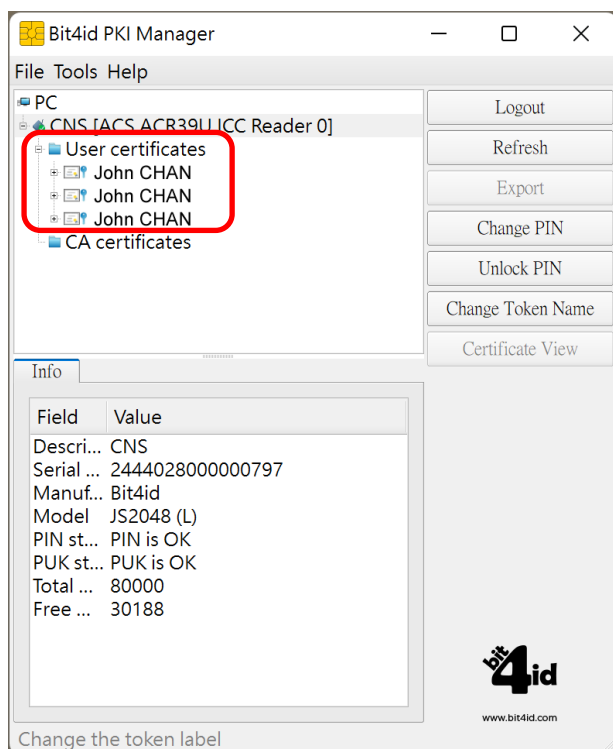 Bit4id PKI Manager
File Tools Help
PC
CNS [ACS ACR39U ICC Reader 0]
User certificates
John CHAN
John CHAN
John CHAN
CA certificates
Logout
Refresh
Export
Change PIN
Unlock PIN
Change Token Name
Certificate View
Info
Field Value
Descri... CNS
Serial ... 2444028000000797
Manuf... Bit4id
Model JS2048 (L)
PIN st... PIN is OK
PUK st... PUK is OK
Total ... 80000
Free ... 30188
bit4id
www.bit4id.com
Change the token label